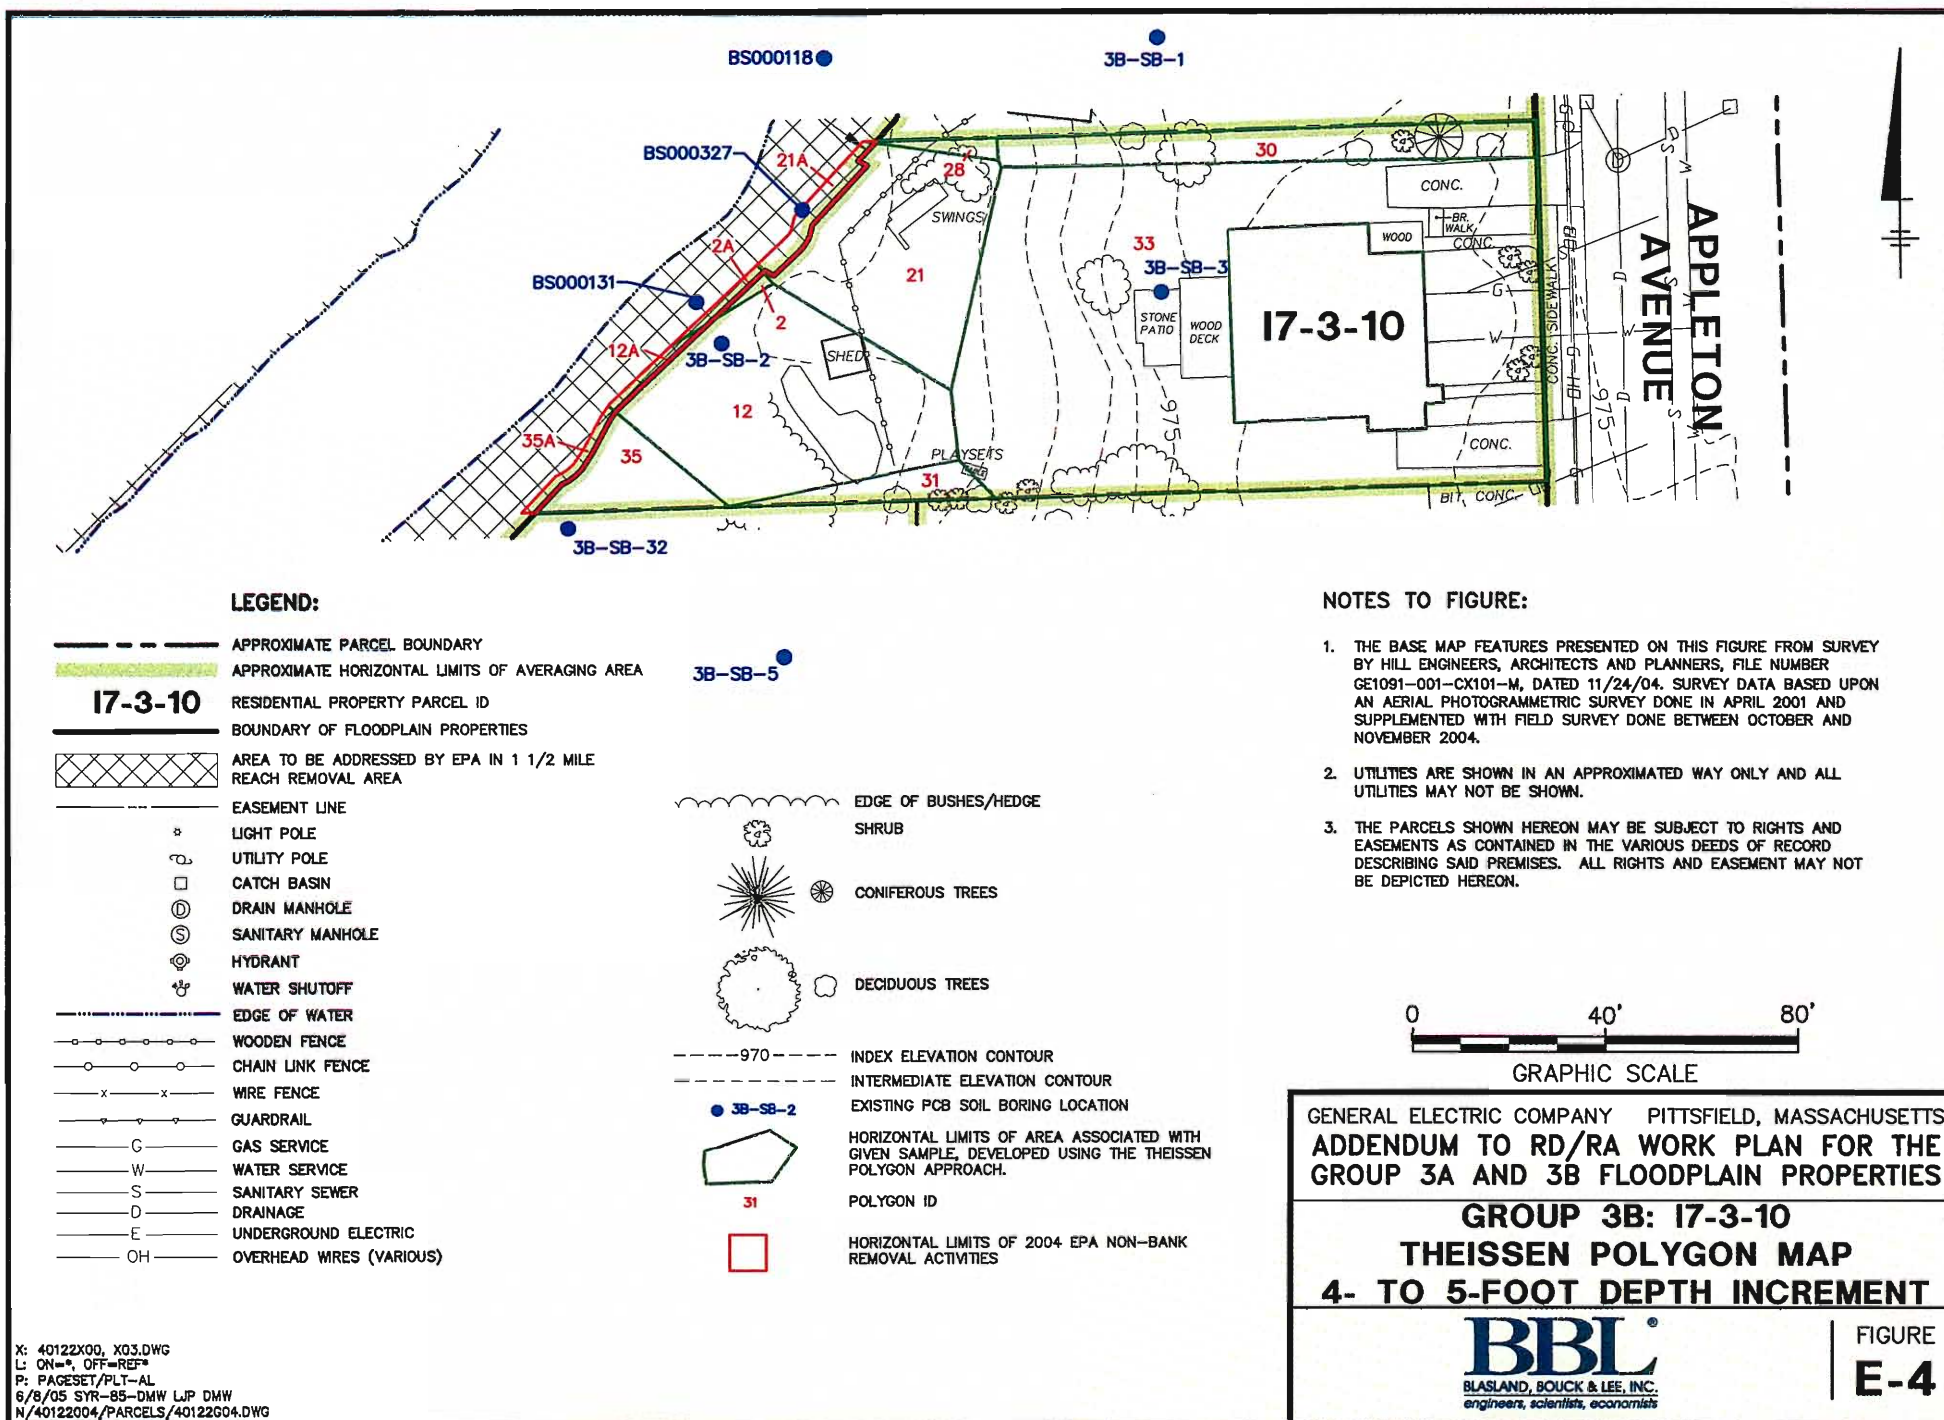 BS000118
3B-SB-1
BS000327
21A
28
30
CONC.
SWINGS
BR.
WALK
WOOD
CONC.
2A
33
3B-SB-3
21
BS000131
2
STONE
PATIO
WOOD
DECK
I7-3-10
G
W
CONC. SIDEWALK
OH
D
S
W
975
APPLETON
AVENUE
12A
3B-SB-2
SHED
12
975
35A
35
PLAYSETS
31
CONC.
BIT. CONC.
3B-SB-32
LEGEND:
APPROXIMATE PARCEL BOUNDARY
APPROXIMATE HORIZONTAL LIMITS OF AVERAGING AREA
I7-3-10 RESIDENTIAL PROPERTY PARCEL ID
BOUNDARY OF FLOODPLAIN PROPERTIES
AREA TO BE ADDRESSED BY EPA IN 1 1/2 MILE
REACH REMOVAL AREA
EASEMENT LINE
LIGHT POLE
UTILITY POLE
CATCH BASIN
D DRAIN MANHOLE
S SANITARY MANHOLE
HYDRANT
WATER SHUTOFF
EDGE OF WATER
WOODEN FENCE
CHAIN LINK FENCE
x x WIRE FENCE
GUARDRAIL
G GAS SERVICE
W WATER SERVICE
S SANITARY SEWER
D DRAINAGE
E UNDERGROUND ELECTRIC
OH OVERHEAD WIRES (VARIOUS)
3B-SB-5
EDGE OF BUSHES/HEDGE
SHRUB
CONIFEROUS TREES
DECIDUOUS TREES
970 INDEX ELEVATION CONTOUR
INTERMEDIATE ELEVATION CONTOUR
3B-SB-2 EXISTING PCB SOIL BORING LOCATION
HORIZONTAL LIMITS OF AREA ASSOCIATED WITH
GIVEN SAMPLE, DEVELOPED USING THE THEISSEN
POLYGON APPROACH.
31 POLYGON ID
HORIZONTAL LIMITS OF 2004 EPA NON-BANK
REMOVAL ACTIVITIES
NOTES TO FIGURE:
1. THE BASE MAP FEATURES PRESENTED ON THIS FIGURE FROM SURVEY
BY HILL ENGINEERS, ARCHITECTS AND PLANNERS, FILE NUMBER
GE1091-001-CX101-M, DATED 11/24/04. SURVEY DATA BASED UPON
AN AERIAL PHOTOGRAMMETRIC SURVEY DONE IN APRIL 2001 AND
SUPPLEMENTED WITH FIELD SURVEY DONE BETWEEN OCTOBER AND
NOVEMBER 2004.
2. UTILITIES ARE SHOWN IN AN APPROXIMATED WAY ONLY AND ALL
UTILITIES MAY NOT BE SHOWN.
3. THE PARCELS SHOWN HEREON MAY BE SUBJECT TO RIGHTS AND
EASEMENTS AS CONTAINED IN THE VARIOUS DEEDS OF RECORD
DESCRIBING SAID PREMISES. ALL RIGHTS AND EASEMENT MAY NOT
BE DEPICTED HEREON.
0 40' 80'
GRAPHIC SCALE
GENERAL ELECTRIC COMPANY PITTSFIELD, MASSACHUSETTS
ADDENDUM TO RD/RA WORK PLAN FOR THE
GROUP 3A AND 3B FLOODPLAIN PROPERTIES
GROUP 3B: I7-3-10
THEISSEN POLYGON MAP
4- TO 5-FOOT DEPTH INCREMENT
BBL®
BLASLAND, BOUCK & LEE, INC.
engineers, scientists, economists
FIGURE
E-4
X: 40122X00, X03.DWG
L: ON=*, OFF=REF*
P: PAGESET/PLT-AL
6/8/05 SYR-85-DMW LJP DMW
N/40122004/PARCELS/40122G04.DWG